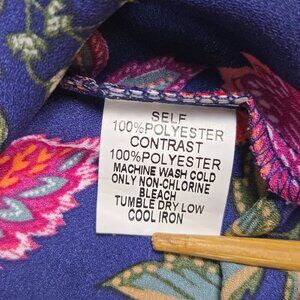 SELF
100%POLYESTER
CONTRAST
100%POLYESTER
MACHINE WASH COLD
ONLY NON-CHLORINE
BLEACH
TUMBLE DRY LOW
COOL IRON